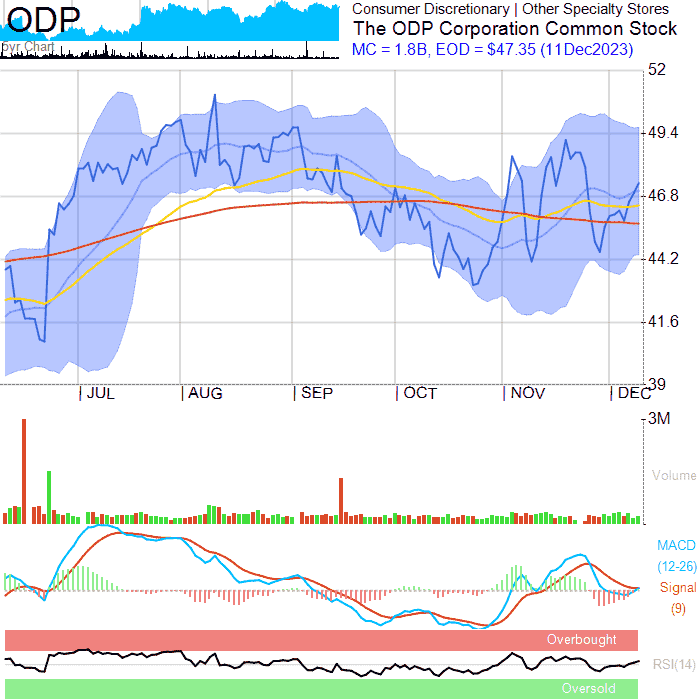 ODP
5yr Chart
Consumer Discretionary | Other Specialty Stores
The ODP Corporation Common Stock
MC = 1.8B, EOD = $47.35 (11Dec2023)
52
49.4
46.8
44.2
41.6
39
JUL AUG SEP OCT NOV DEC
3M
Volume
MACD
(12-26)
Signal
(9)
Overbought
RSI(14)
Oversold